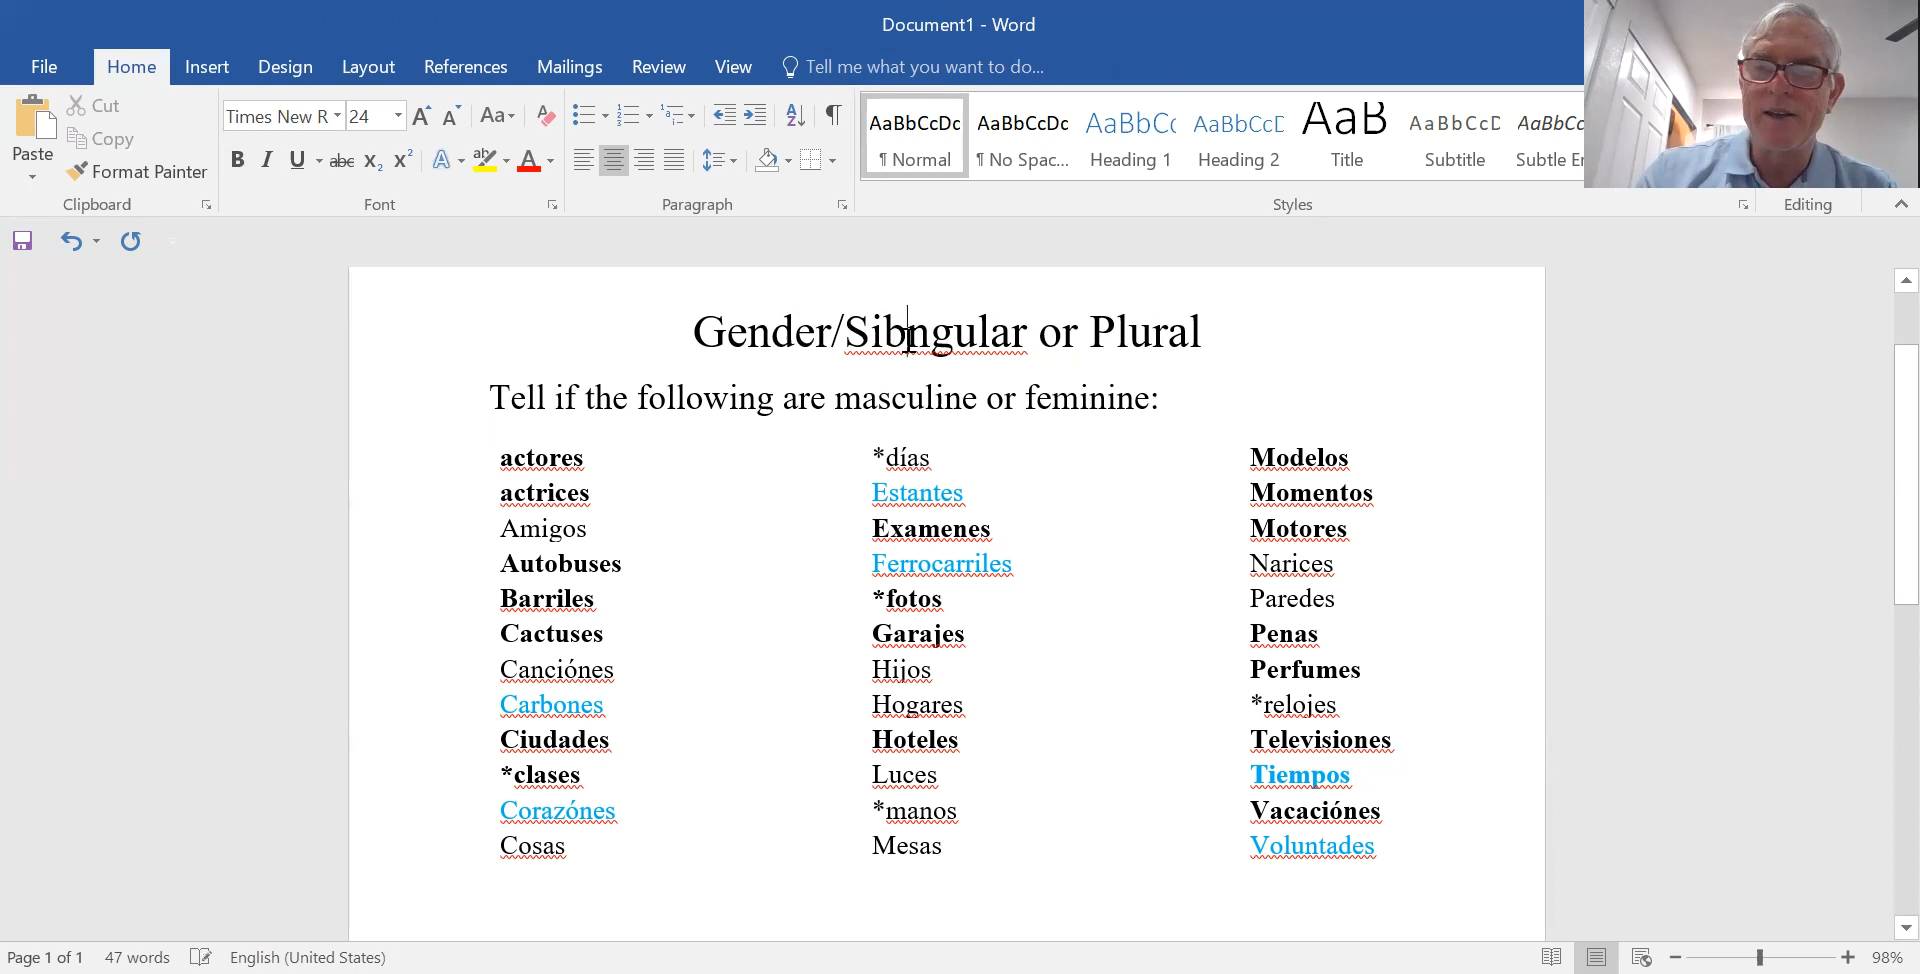 Document1 - Word
File Home Insert Design Layout References Mailings Review View Tell me what you want to do...
Cut
Copy
Paste
Format Painter
Clipboard
Times New R 24 Aa
B I U abc X₂ X² A ab A
Font
Paragraph
AaBbCcDc AaBbCcDc AaBbCc AaBbCcD AaB AaBbCcD AaBbCc
¶ Normal ¶ No Spac... Heading 1 Heading 2 Title Subtitle Subtle
Styles
Editing
Gender/Sibngular or Plural
Tell if the following are masculine or feminine:
actores
actrices
Amigos
Autobuses
Barriles
Cactuses
Canciónes
Carbones
Ciudades
*clases
Corazónes
Cosas
*días
Estantes
Examenes
Ferrocarriles
*fotos
Garajes
Hijos
Hogares
Hoteles
Luces
*manos
Mesas
Modelos
Momentos
Motores
Narices
Paredes
Penas
Perfumes
*relojes
Televisiones
Tiempos
Vacaciónes
Voluntades
Page 1 of 1 47 words English (United States) 98%